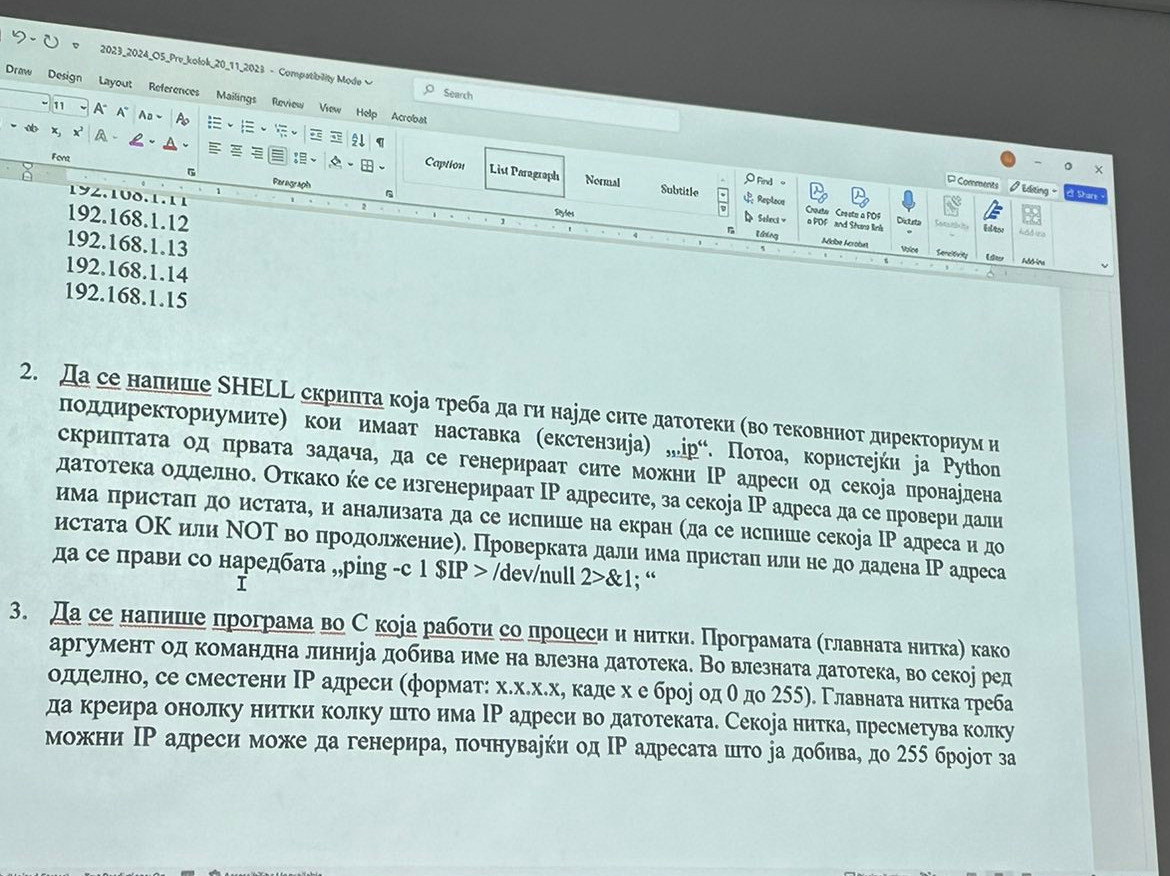 2023_2024_OS_Prv_kolok_20_11_2023 - Compatibility Mode
Search
Draw Design Layout References Mailings Review View Help Acrobat
11
Font
Paragraph
Caption List Paragraph Normal Subtitle
Styles
Find
Replace
Select
Editing
Create a PDF
Create a PDF and Share link
Adobe Acrobat
Dictate
Voice
Sensitivity
Sensitivity
Editor
Editor
Add-ins
Add-ins
Comments Editing Share
192.168.1.11
192.168.1.12
192.168.1.13
192.168.1.14
192.168.1.15
2. Да се напише SHELL скрипта која треба да ги најде сите датотеки (во тековниот директориум и
поддиректориумите) кои имаат наставка (екстензија) „.ip“. Потоа, користејќи ја Python
скриптата од првата задача, да се генерираат сите можни IP адреси од секоја пронајдена
датотека одделно. Откако ќе се изгенерираат IP адресите, за секоја IP адреса да се провери дали
има пристап до истата, и анализата да се испише на екран (да се испише секоја IP адреса и до
истата OK или NOT во продолжение). Проверката дали има пристап или не до дадена IP адреса
да се прави со наредбата „ping -c 1 $IP > /dev/null 2>&1; “
3. Да се напише програма во C која работи со процеси и нитки. Програмата (главната нитка) како
аргумент од командна линија добива име на влезна датотека. Во влезната датотека, во секој ред
одделно, се сместени IP адреси (формат: x.x.x.x, каде x е број од 0 до 255). Главната нитка треба
да креира онолку нитки колку што има IP адреси во датотеката. Секоја нитка, пресметува колку
можни IP адреси може да генерира, почнувајќи од IP адресата што ја добива, до 255 бројот за